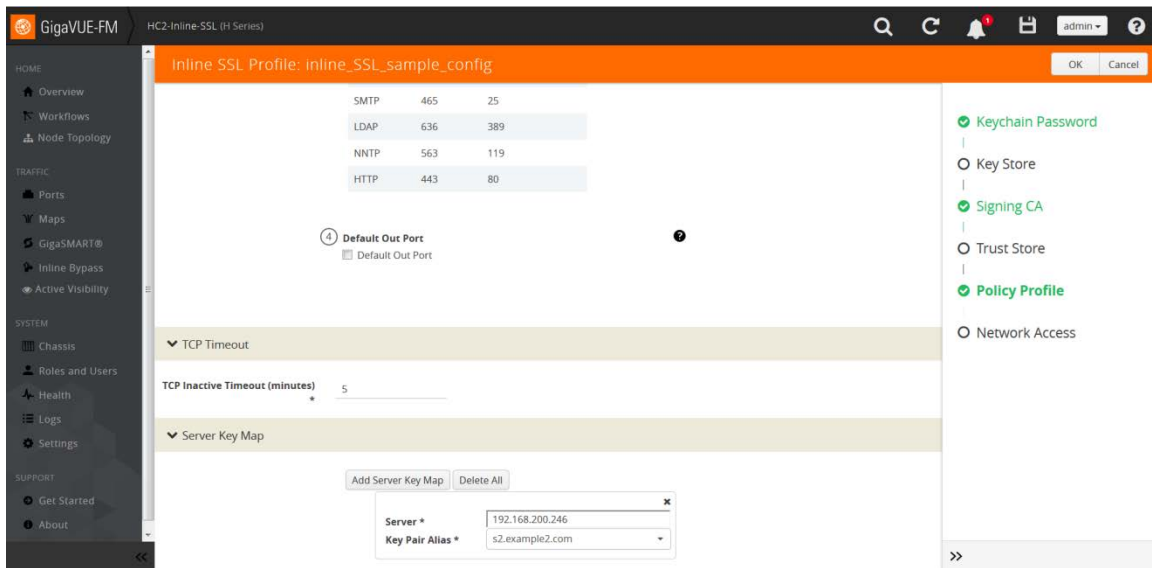 GigaVUE-FM
HC2-Inline-SSL (H Series)
1
admin
?
HOME
Overview
Workflows
Node Topology
TRAFFIC
Ports
Maps
GigaSMART®
Inline Bypass
Active Visibility
SYSTEM
Chassis
Roles and Users
Health
Logs
Settings
SUPPORT
Get Started
About
«
Inline SSL Profile: inline_SSL_sample_config
OK Cancel
SMTP 465 25
LDAP 636 389
NNTP 563 119
HTTP 443 80
4 Default Out Port ?
Default Out Port
TCP Timeout
TCP Inactive Timeout (minutes) * 5
Server Key Map
Add Server Key Map Delete All
Server * 192.168.200.246
Key Pair Alias * s2.example2.com
Keychain Password
Key Store
Signing CA
Trust Store
Policy Profile
Network Access
»